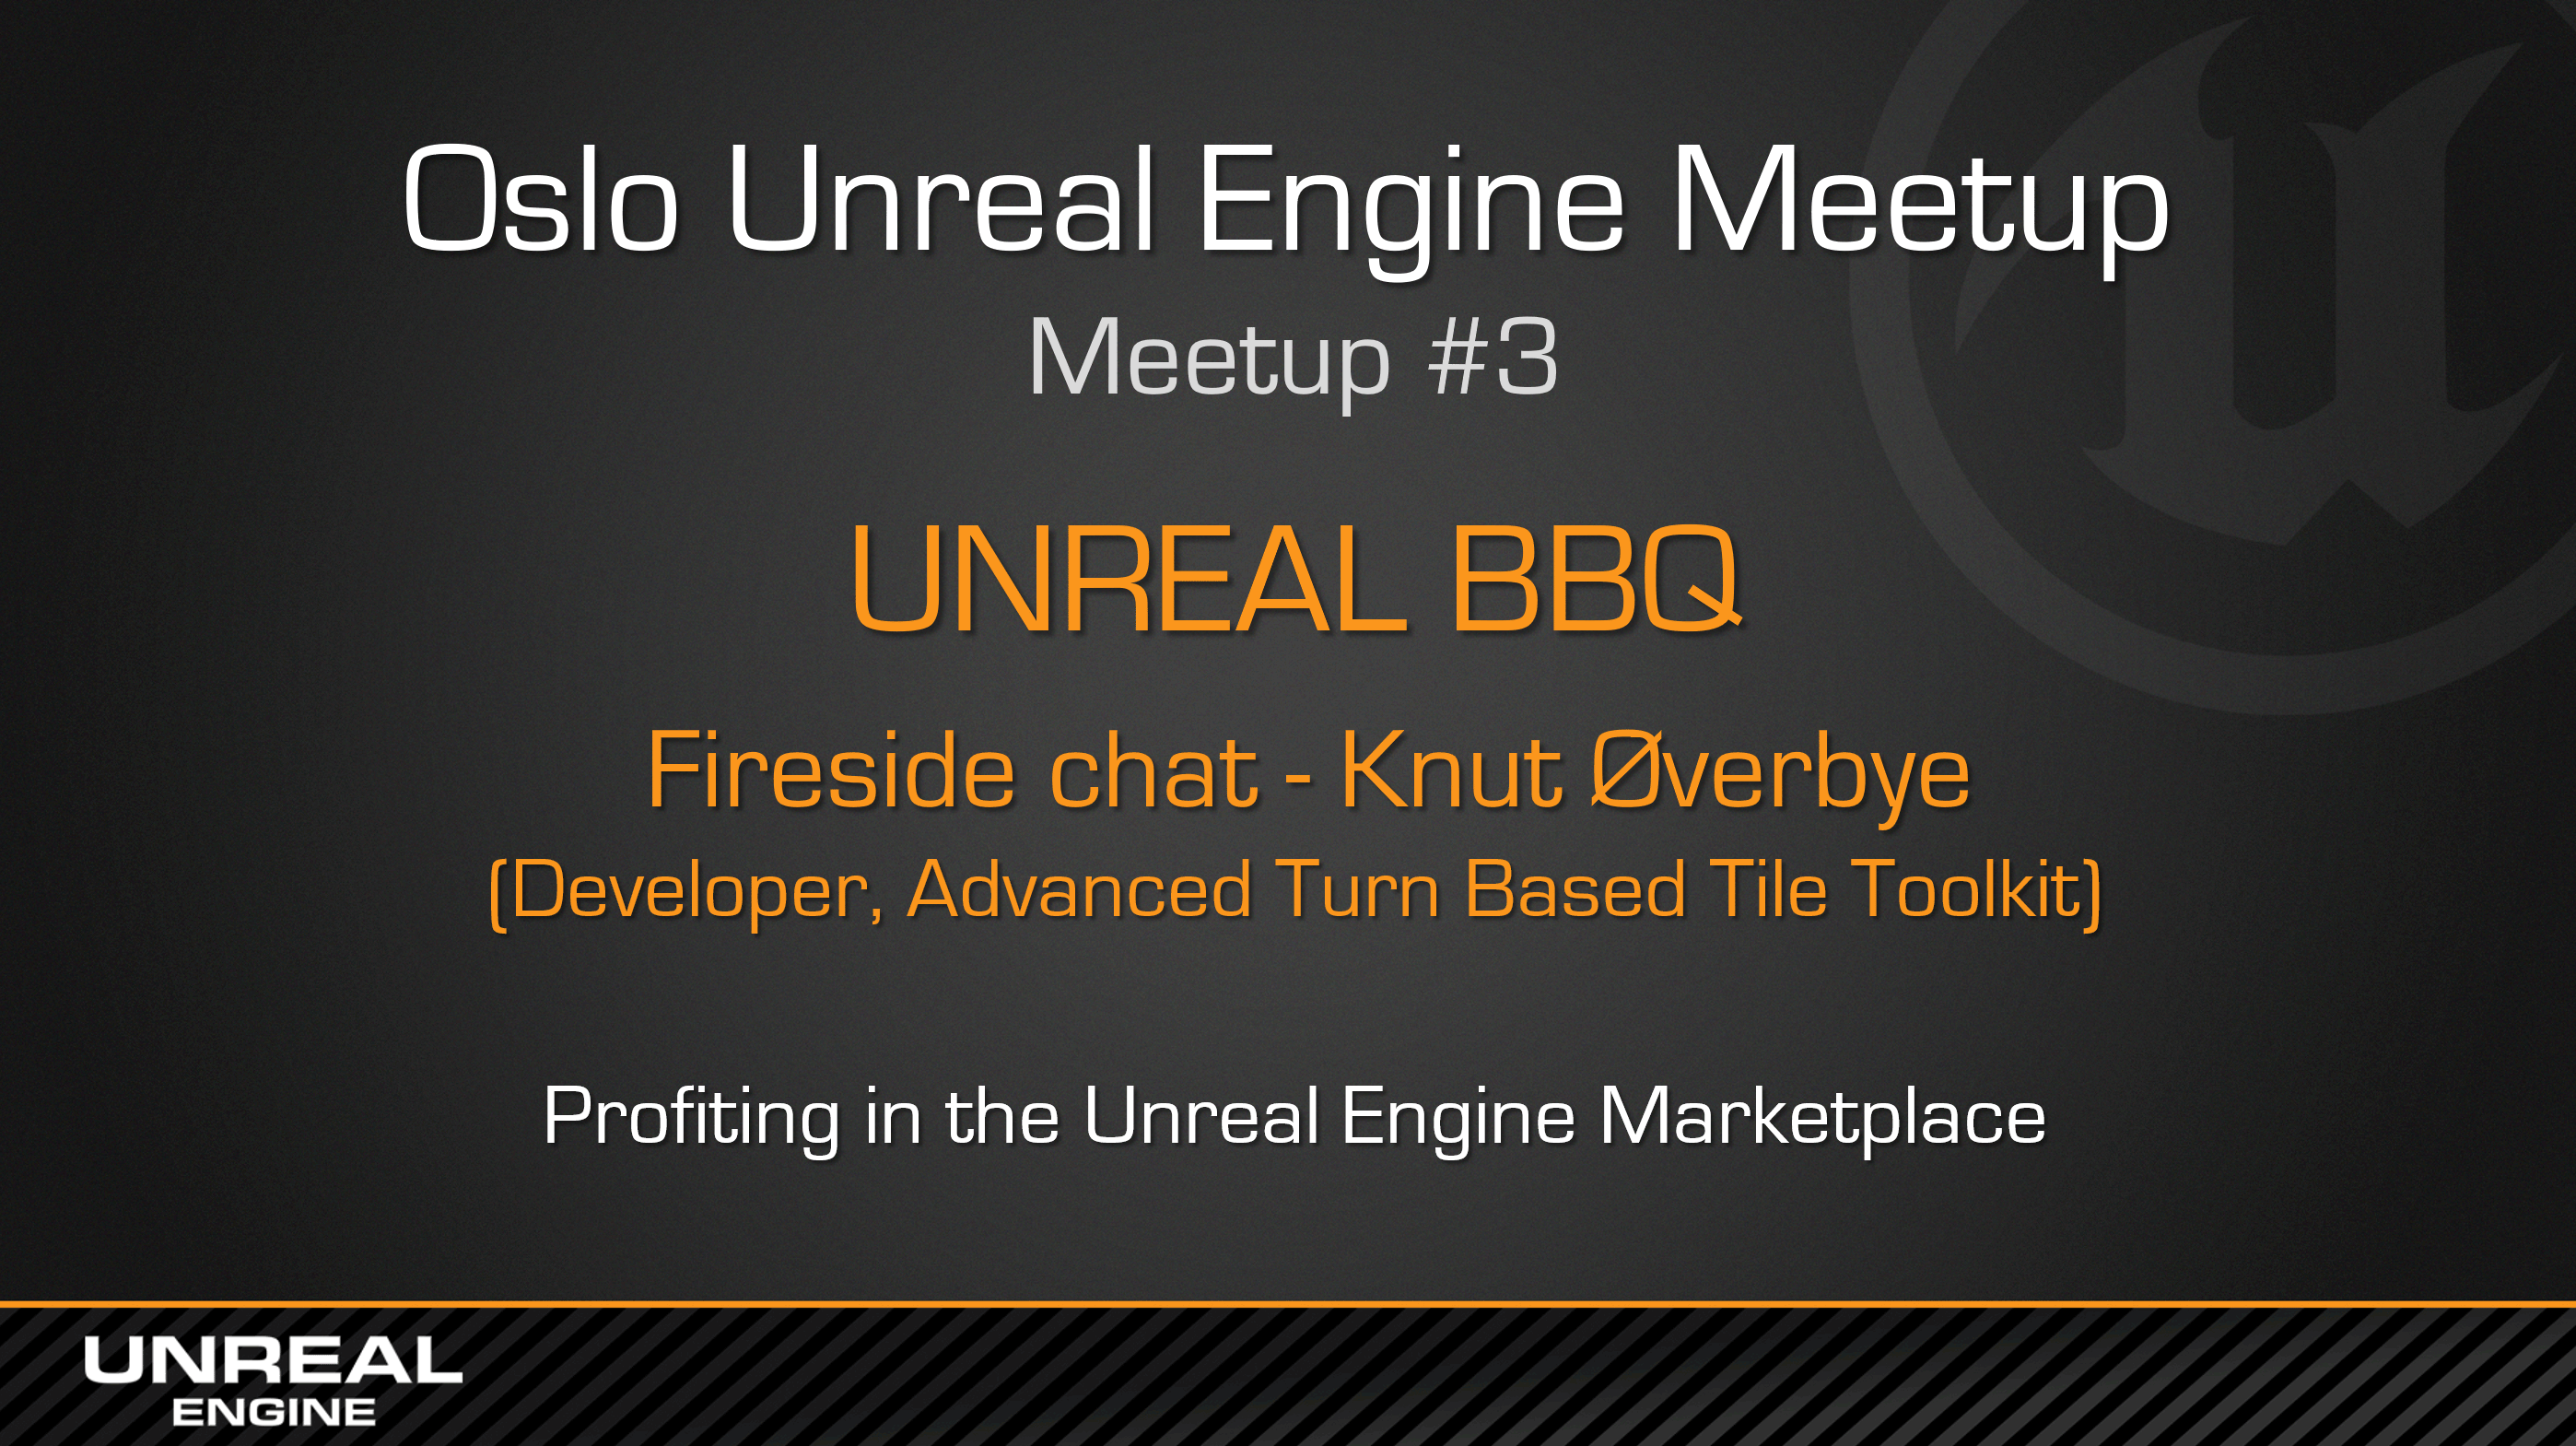 Oslo Unreal Engine Meetup
Meetup #3
UNREAL BBQ
Fireside chat - Knut Øverbye
(Developer, Advanced Turn Based Tile Toolkit)
Profiting in the Unreal Engine Marketplace
UNREAL
ENGINE